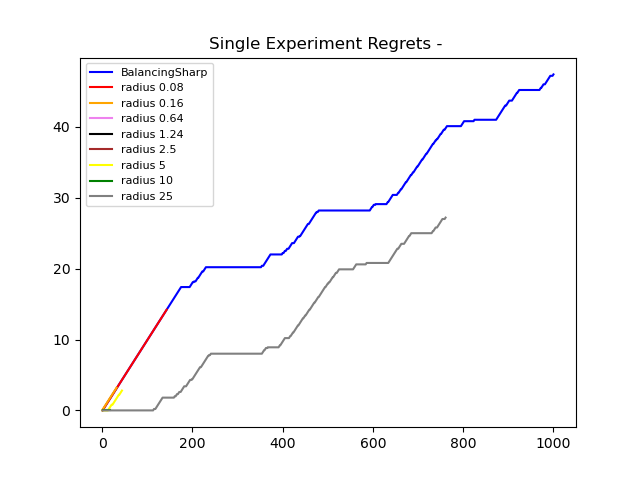 Single Experiment Regrets -
BalancingSharp
radius 0.08
radius 0.16
radius 0.64
radius 1.24
radius 2.5
radius 5
radius 10
radius 25
40
30
20
10
0
0 200 400 600 800 1000